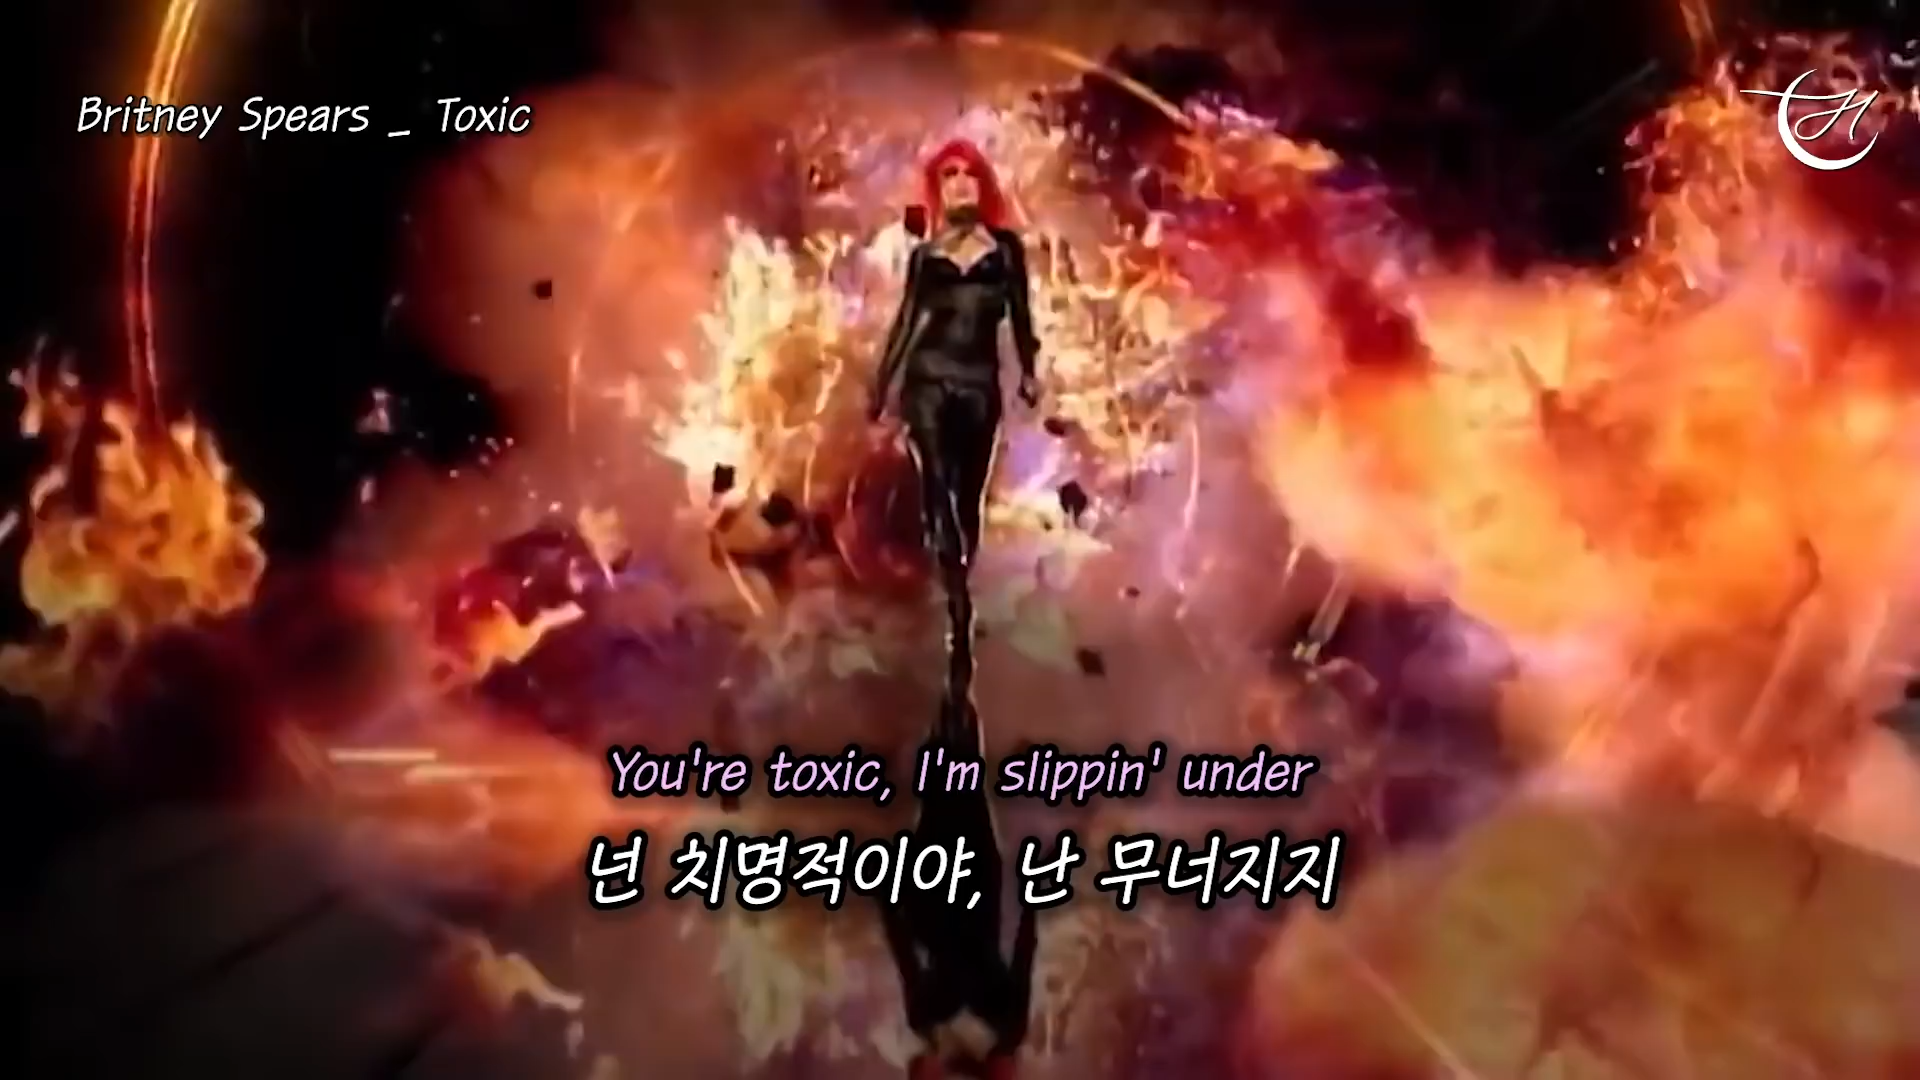 Britney Spears _ Toxic
You're toxic, I'm slippin' under
넌 치명적이야, 난 무너지지